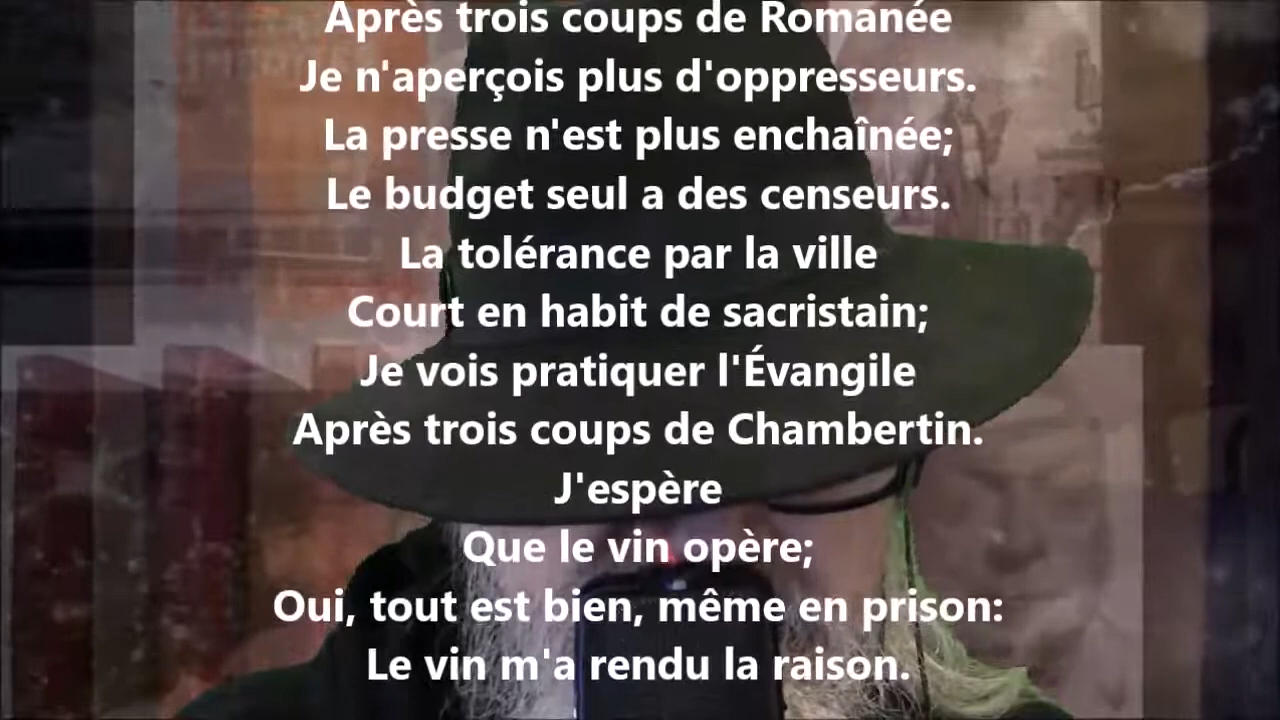 Après trois coups de Romanée
Je n'aperçois plus d'oppresseurs.
La presse n'est plus enchaînée;
Le budget seul a des censeurs.
La tolérance par la ville
Court en habit de sacristain;
Je vois pratiquer l'Évangile
Après trois coups de Chambertin.
J'espère
Que le vin opère;
Oui, tout est bien, même en prison:
Le vin m'a rendu la raison.